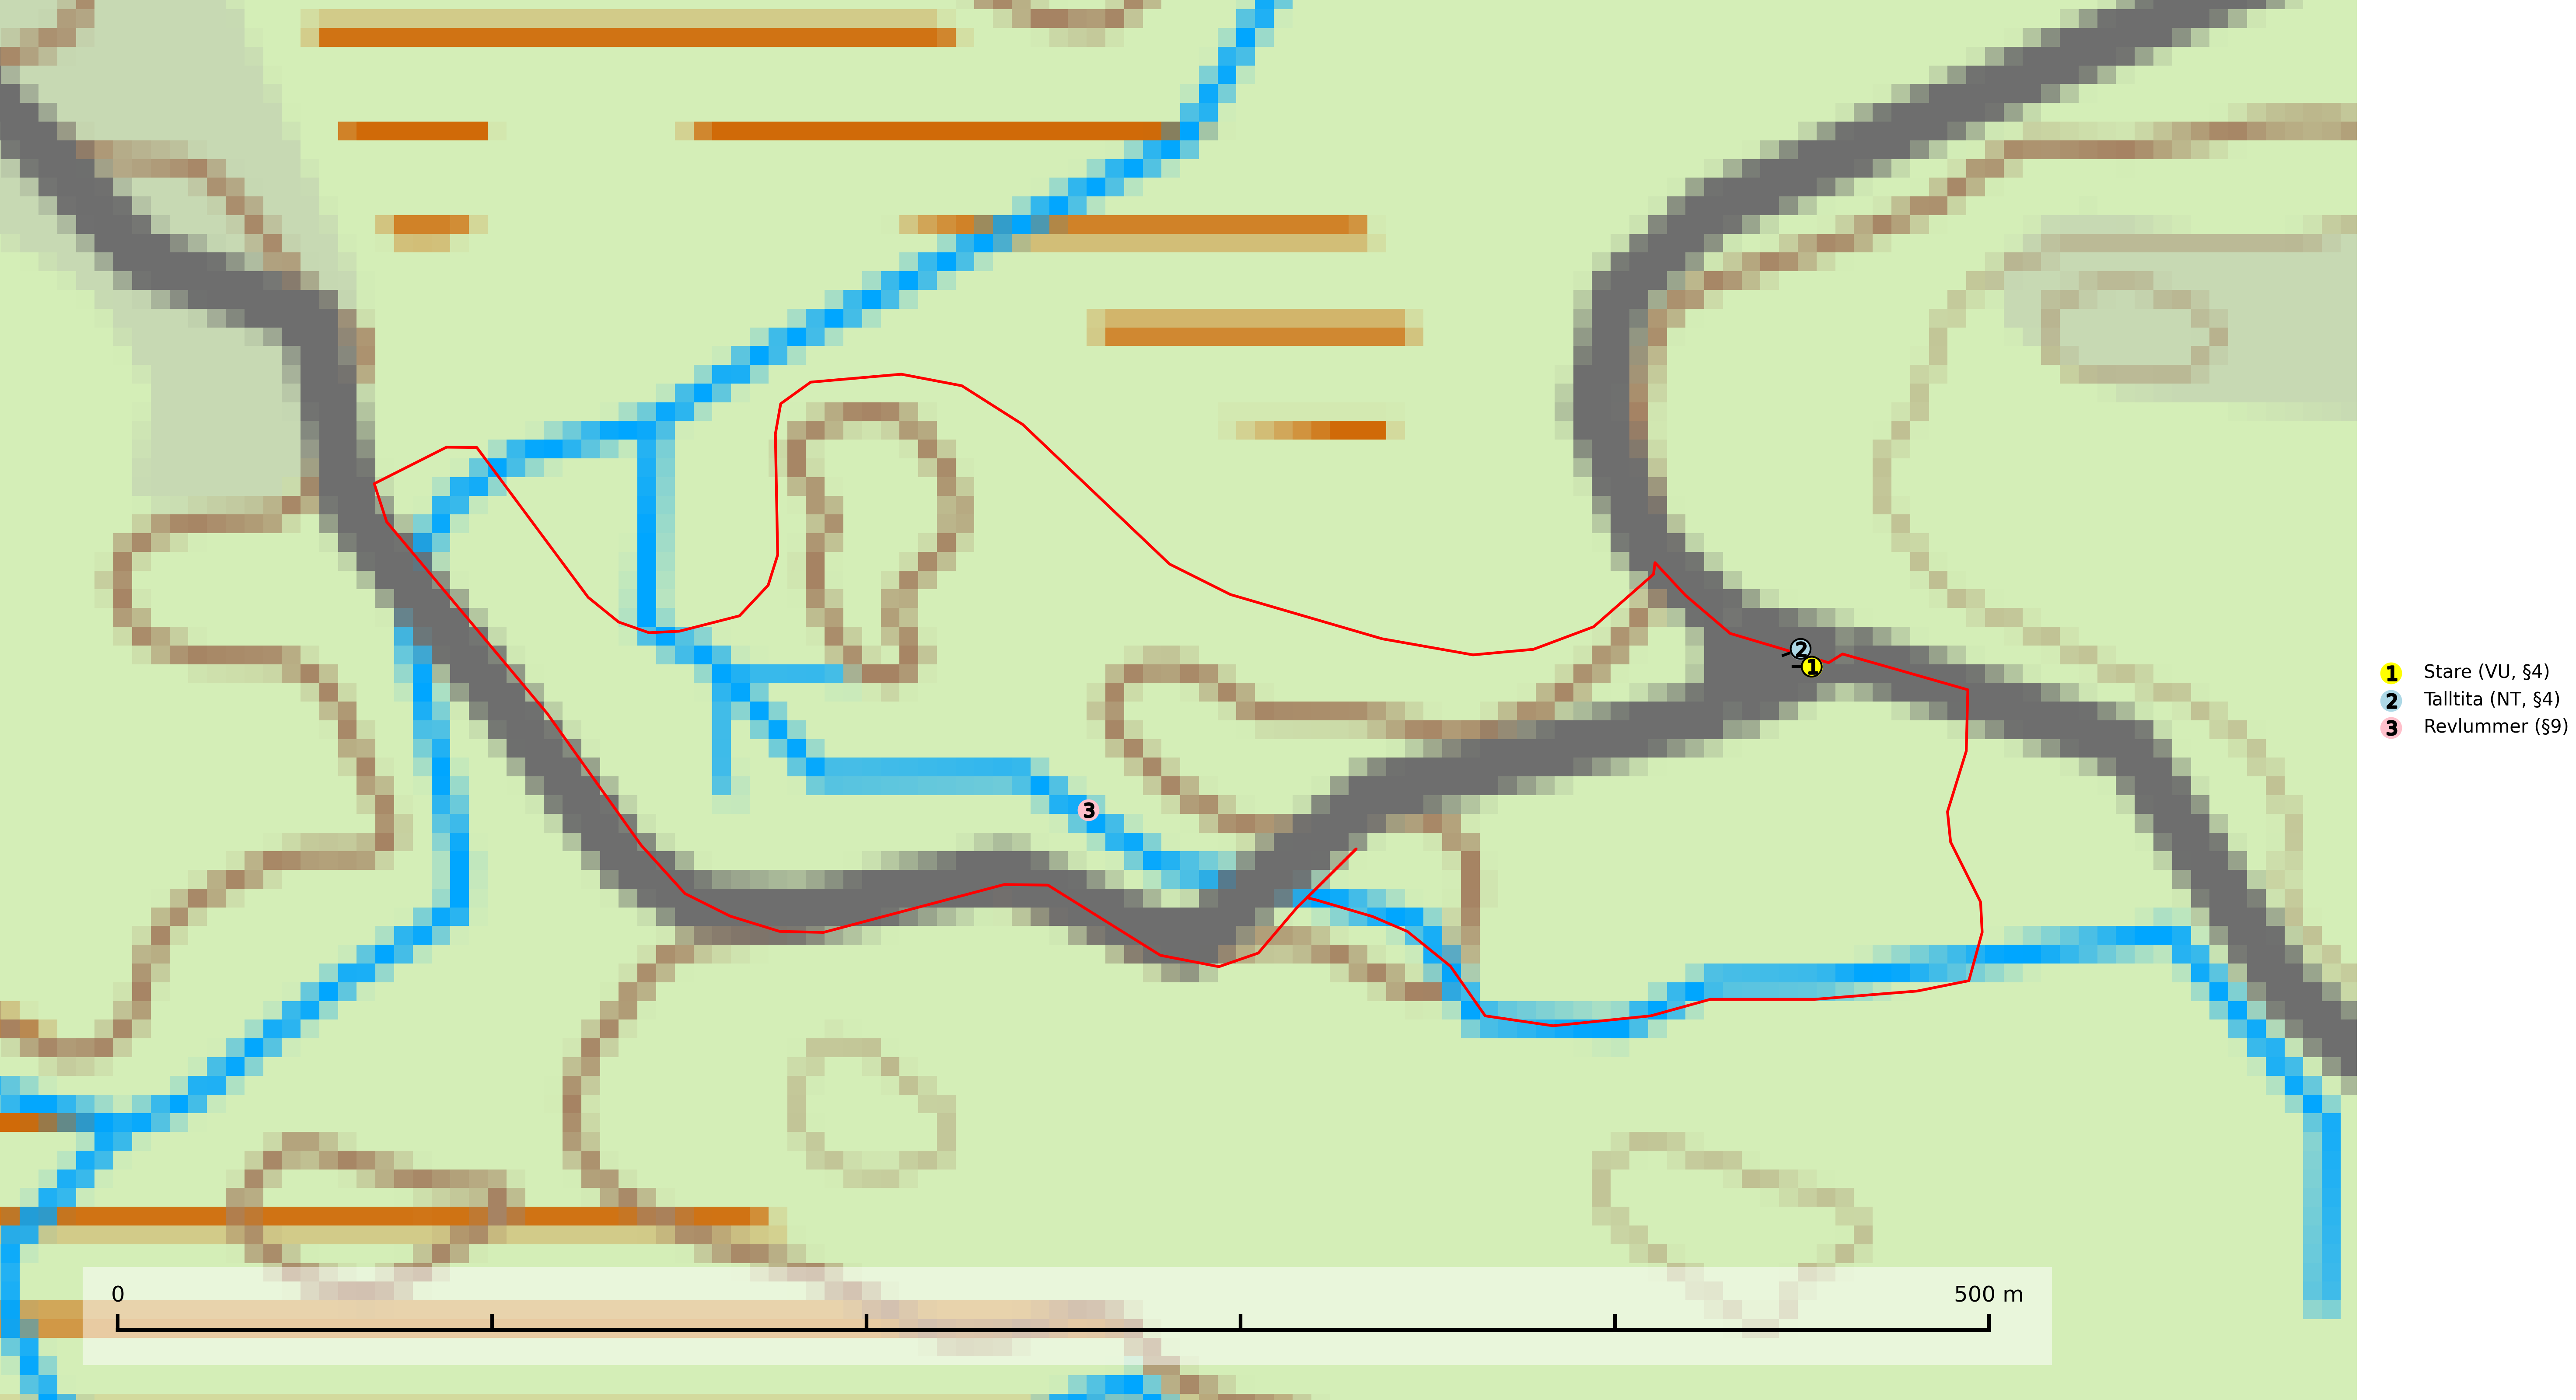 2
1
3
1 Stare (VU, §4)
2 Talltita (NT, §4)
3 Revlummer (§9)
0 500 m